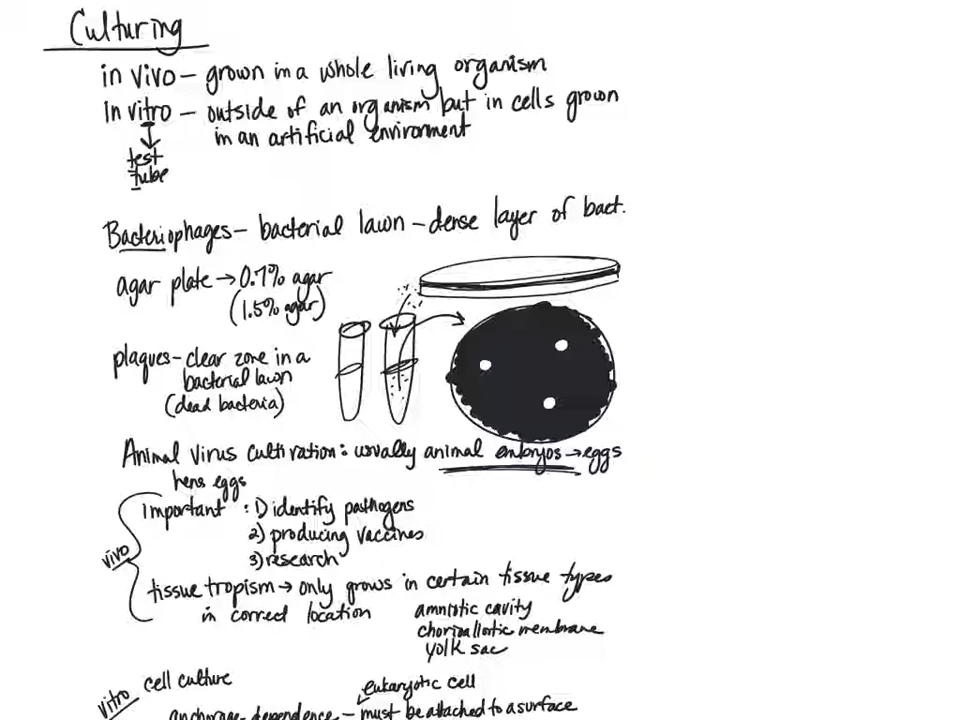 Culturing
in vivo – grown in a whole living organism
In vitro – outside of an organism but in cells grown
in an artificial environment
test
tube
Bacteriophages – bacterial lawn – dense layer of bact.
agar plate → 0.7% agar
(1.5% agar)
plaques – clear zone in a
bacterial lawn
(dead bacteria)
Animal virus cultivation: usually animal embryos → eggs
hens eggs
important : 1) identify pathogens
2) producing vaccines
3) research
vivo
tissue tropism → only grows in certain tissue types
in correct location
amniotic cavity
chorioallotic membrane
yolk sac
vitro cell culture
eukaryotic cell
anchorage-dependence – must be attached to a surface